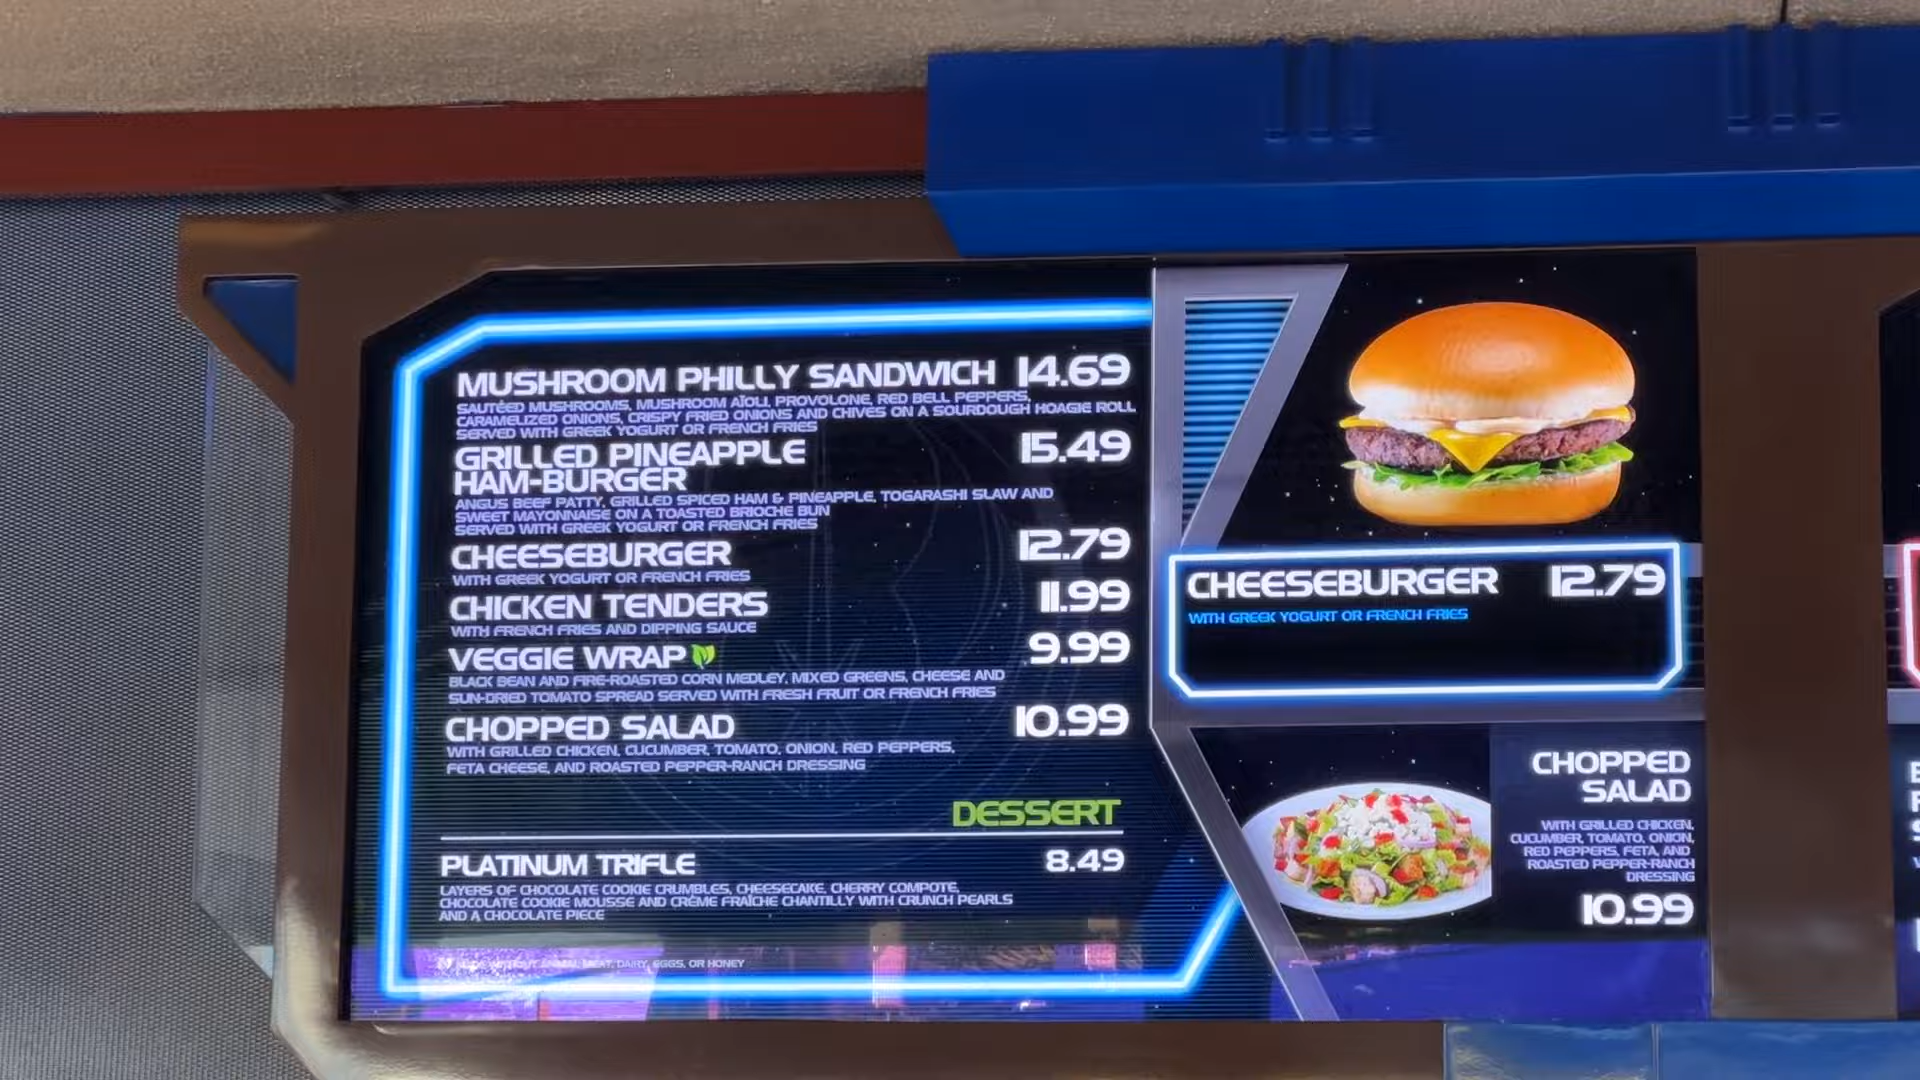 MUSHROOM PHILLY SANDWICH 14.69
SAUTÉED MUSHROOMS, MUSHROOM AÏOLI, PROVOLONE, RED BELL PEPPERS,
CARAMELIZED ONIONS, CRISPY FRIED ONIONS AND CHIVES ON A SOURDOUGH HOAGIE ROLL
SERVED WITH GREEK YOGURT OR FRENCH FRIES
GRILLED PINEAPPLE 15.49
HAM-BURGER
ANGUS BEEF PATTY, GRILLED SPICED HAM & PINEAPPLE, TOGARASHI SLAW AND
SWEET MAYONNAISE ON A TOASTED BRIOCHE BUN
SERVED WITH GREEK YOGURT OR FRENCH FRIES
CHEESEBURGER 12.79
WITH GREEK YOGURT OR FRENCH FRIES
CHICKEN TENDERS 11.99
WITH FRENCH FRIES AND DIPPING SAUCE
VEGGIE WRAP 9.99
BLACK BEAN AND FIRE-ROASTED CORN MEDLEY, MIXED GREENS, CHEESE AND
SUN-DRIED TOMATO SPREAD SERVED WITH FRESH FRUIT OR FRENCH FRIES
CHOPPED SALAD 10.99
WITH GRILLED CHICKEN, CUCUMBER, TOMATO, ONION, RED PEPPERS,
FETA CHEESE, AND ROASTED PEPPER-RANCH DRESSING
DESSERT
PLATINUM TRIFLE 8.49
LAYERS OF CHOCOLATE COOKIE CRUMBLES, CHEESECAKE, CHERRY COMPOTE,
CHOCOLATE COOKIE MOUSSE AND CRÈME FRAÎCHE CHANTILLY WITH CRUNCH PEARLS
AND A CHOCOLATE PIECE
WITHOUT ANIMAL MEAT, DAIRY, EGGS, OR HONEY
CHEESEBURGER 12.79
WITH GREEK YOGURT OR FRENCH FRIES
CHOPPED
SALAD
WITH GRILLED CHICKEN,
CUCUMBER, TOMATO, ONION,
RED PEPPERS, FETA, AND
ROASTED PEPPER-RANCH
DRESSING
10.99